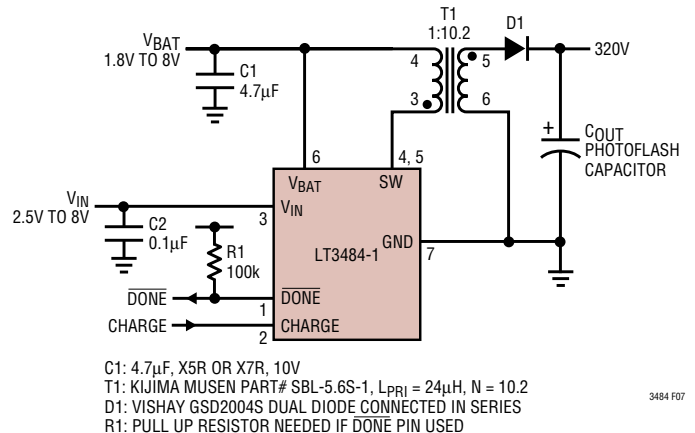 T1
1:10.2
D1
VBAT
1.8V TO 8V
4
5
320V
C1
4.7µF
3
6
+
COUT
PHOTOFLASH
CAPACITOR
6
4, 5
VBAT
SW
VIN
2.5V TO 8V
3
VIN
C2
0.1µF
R1
100k
LT3484-1
GND
7
DONE
1
DONE
CHARGE
2
CHARGE
C1: 4.7µF, X5R OR X7R, 10V
T1: KIJIMA MUSEN PART# SBL-5.6S-1, LPRI = 24µH, N = 10.2
D1: VISHAY GSD2004S DUAL DIODE CONNECTED IN SERIES
R1: PULL UP RESISTOR NEEDED IF DONE PIN USED
3484 F07